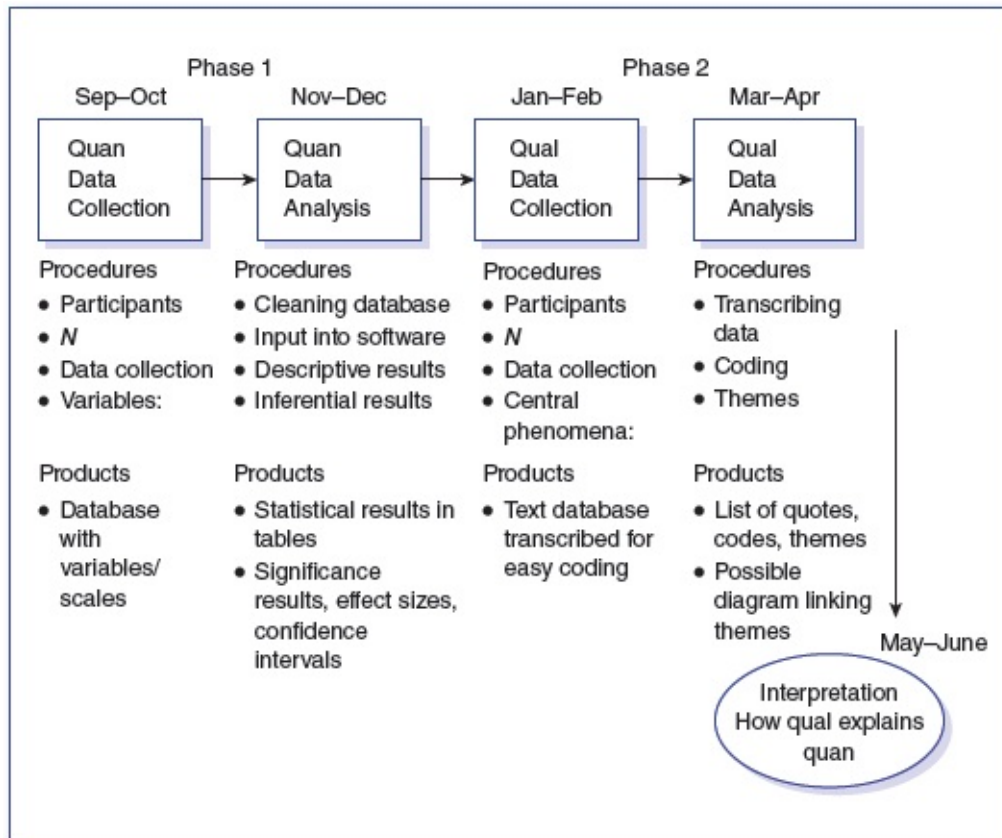 Phase 1
Phase 2
Sep–Oct
Nov–Dec
Jan–Feb
Mar–Apr
Quan
Data
Collection
Quan
Data
Analysis
Qual
Data
Collection
Qual
Data
Analysis
Procedures
• Participants
• N
• Data collection
• Variables:
Procedures
• Cleaning database
• Input into software
• Descriptive results
• Inferential results
Procedures
• Participants
• N
• Data collection
• Central
phenomena:
Procedures
• Transcribing
data
• Coding
• Themes
Products
• Database
with
variables/
scales
Products
• Statistical results in
tables
• Significance
results, effect sizes,
confidence
intervals
Products
• Text database
transcribed for
easy coding
Products
• List of quotes,
codes, themes
• Possible
diagram linking
themes
May–June
Interpretation
How qual explains
quan